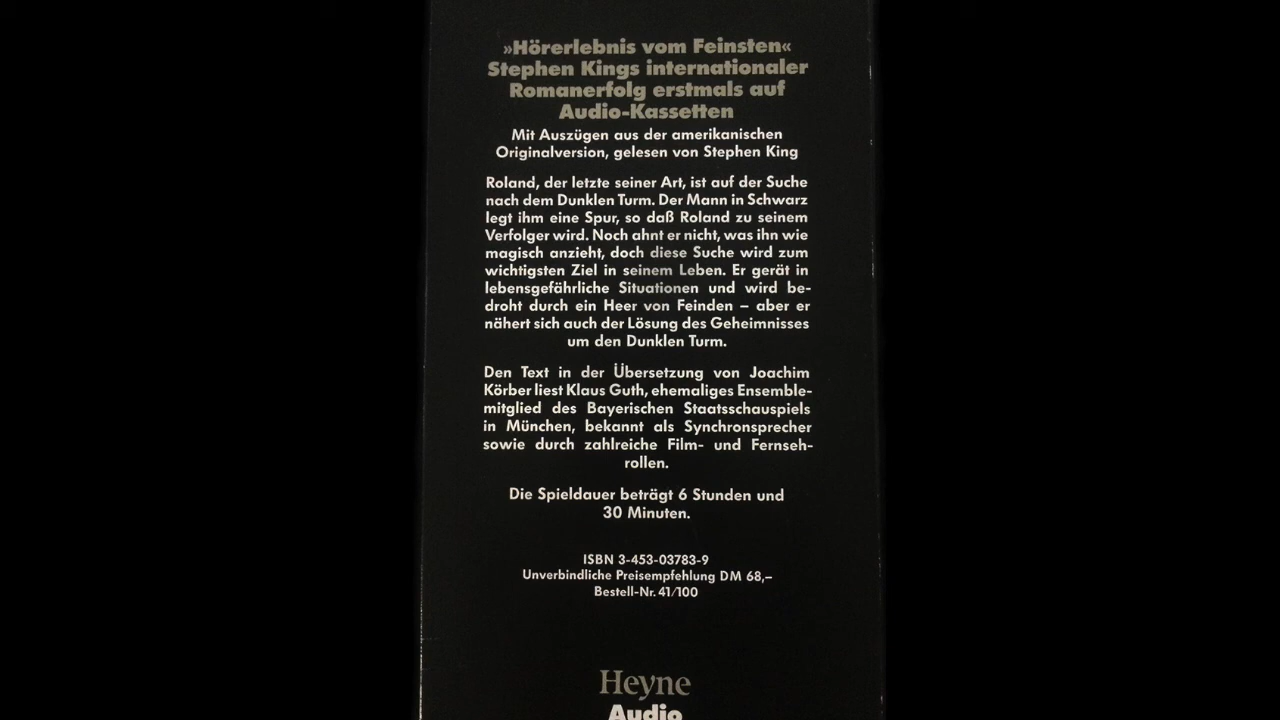 »Hörerlebnis vom Feinsten«
Stephen Kings internationaler
Romanerfolg erstmals auf
Audio-Kassetten
Mit Auszügen aus der amerikanischen
Originalversion, gelesen von Stephen King
Roland, der letzte seiner Art, ist auf der Suche
nach dem Dunklen Turm. Der Mann in Schwarz
legt ihm eine Spur, so daß Roland zu seinem
Verfolger wird. Noch ahnt er nicht, was ihn wie
magisch anzieht, doch diese Suche wird zum
wichtigsten Ziel in seinem Leben. Er gerät in
lebensgefährliche Situationen und wird be-
droht durch ein Heer von Feinden – aber er
nähert sich auch der Lösung des Geheimnisses
um den Dunklen Turm.
Den Text in der Übersetzung von Joachim
Körber liest Klaus Guth, ehemaliges Ensemble-
mitglied des Bayerischen Staatsschauspiels
in München, bekannt als Synchronsprecher
sowie durch zahlreiche Film- und Fernseh-
rollen.
Die Spieldauer beträgt 6 Stunden und
30 Minuten.
ISBN 3-453-03783-9
Unverbindliche Preisempfehlung DM 68,–
Bestell-Nr. 41/100
Heyne
Audio